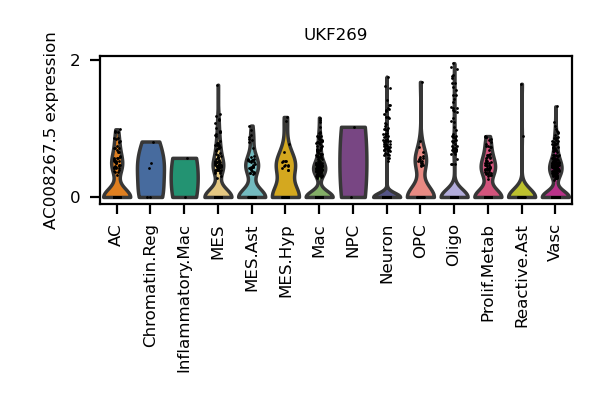 UKF269
AC008267.5 expression
2
0
AC
Chromatin.Reg
Inflammatory.Mac
MES
MES.Ast
MES.Hyp
Mac
NPC
Neuron
OPC
Oligo
Prolif.Metab
Reactive.Ast
Vasc